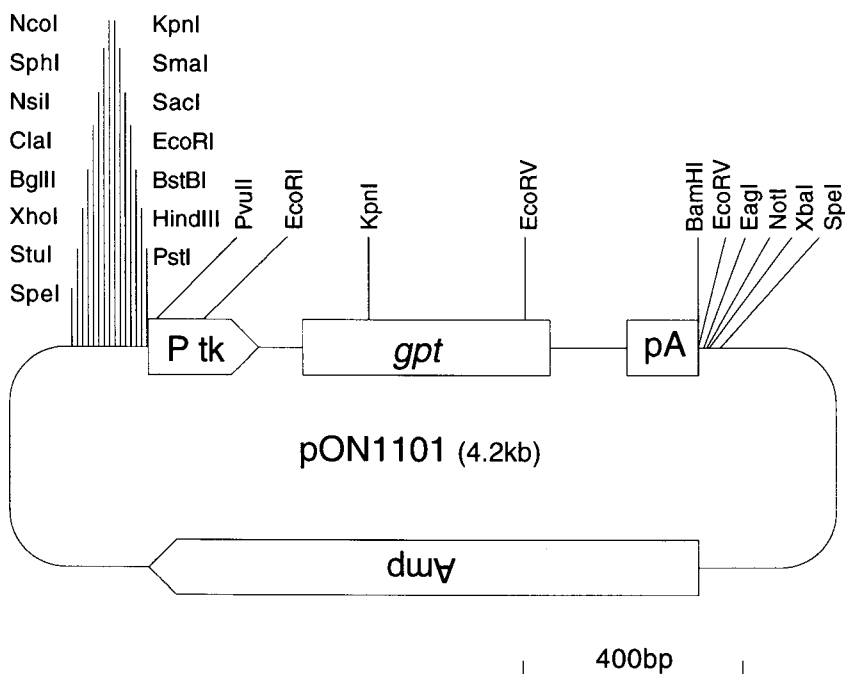 NcoI KpnI
SphI SmaI
NsiI SacI
ClaI EcoRI
BglII BstBI
XhoI HindIII
StuI PstI
SpeI
PvuII
EcoRI
KpnI
EcoRV
BamHI
EcoRV
EagI
NotI
XbaI
SpeI
P tk
gpt
pA
pON1101 (4.2kb)
Amp
400bp